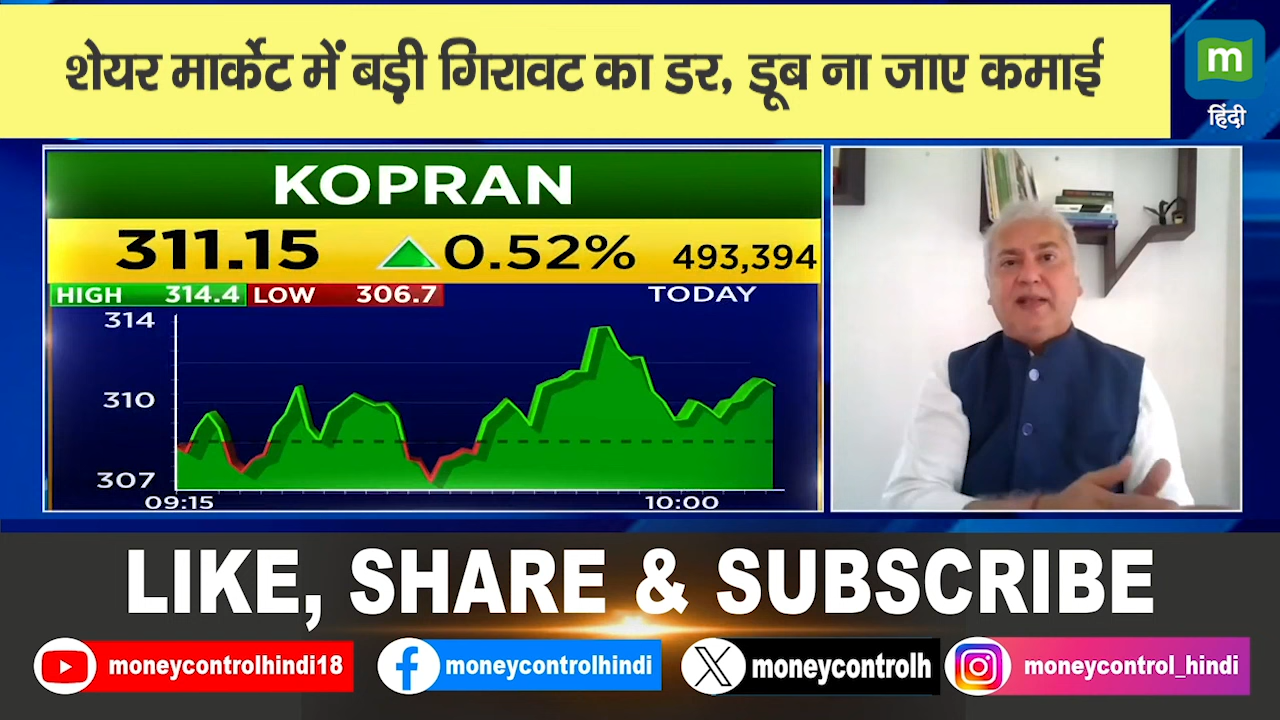 शेयर मार्केट में बड़ी गिरावट का डर, डूब ना जाए कमाई
m
हिंदी
KOPRAN
311.15 0.52% 493,394
HIGH 314.4 LOW 306.7 TODAY
314
310
307
09:15 10:00
LIKE, SHARE & SUBSCRIBE
moneycontrolhindi18 moneycontrolhindi moneycontrolh moneycontrol_hindi